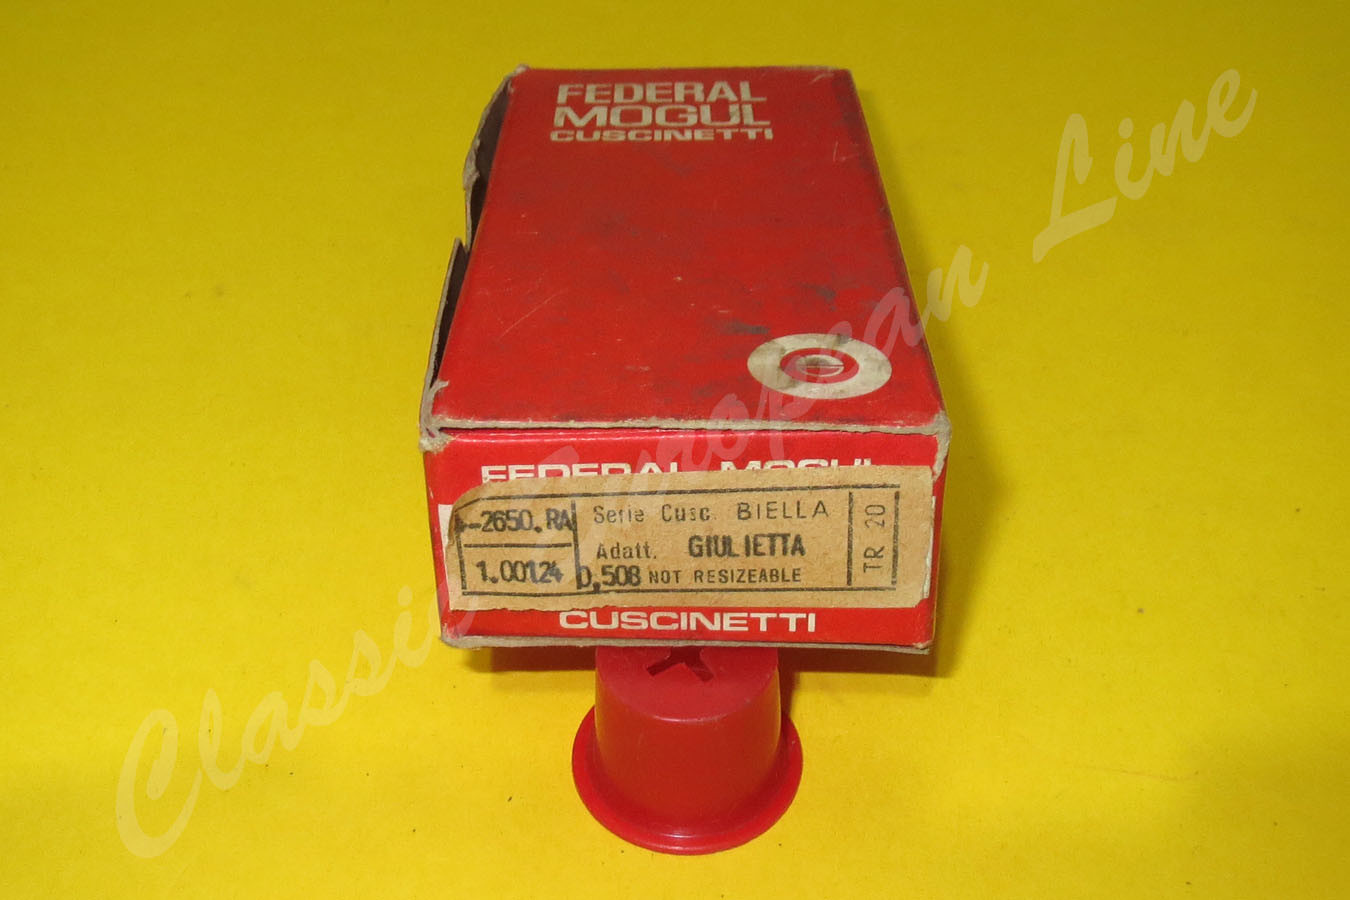 FEDERAL
MOGUL
CUSCINETTI
FEDERAL MOGUL
-2650.RA
1.00124
Serie Cusc. BIELLA
Adatt. GIULIETTA
0,508 NOT RESIZEABLE
TR 20
CUSCINETTI
Classic European Line